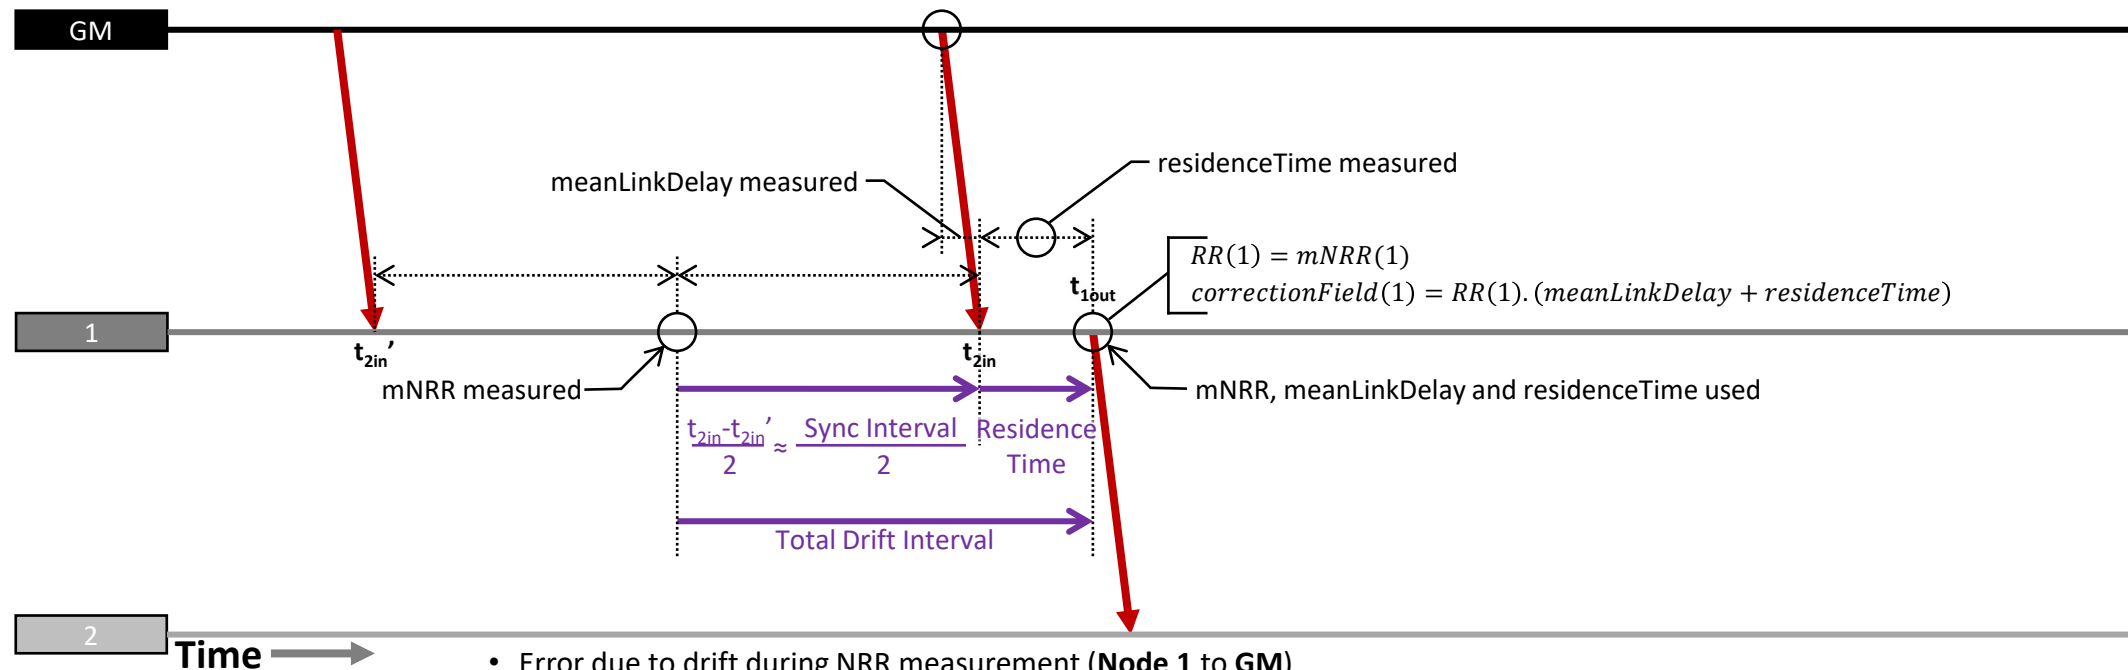 GM
residenceTime measured
meanLinkDelay measured
RR(1) = mNRR(1)
t1out
correctionField(1) = RR(1).(meanLinkDelay + residenceTime)
1
t2in’
t2in
mNRR measured
mNRR, meanLinkDelay and residenceTime used
t2in-t2in’
2
≈
Sync Interval
2
Residence
Time
Total Drift Interval
2
Time
• Error due to drift during NRR measurement (Node 1 to GM)